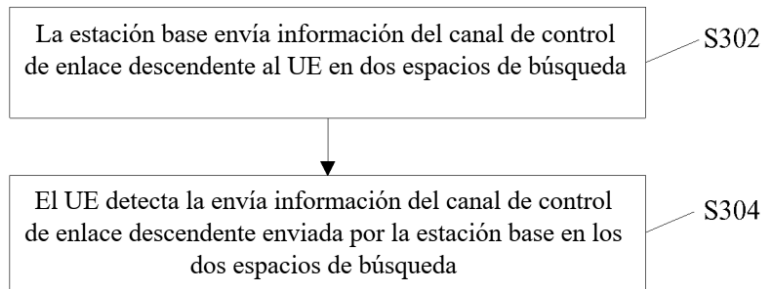 La estación base envía información del canal de control
de enlace descendente al UE en dos espacios de búsqueda
S302
El UE detecta la envía información del canal de control
de enlace descendente enviada por la estación base en los
dos espacios de búsqueda
S304